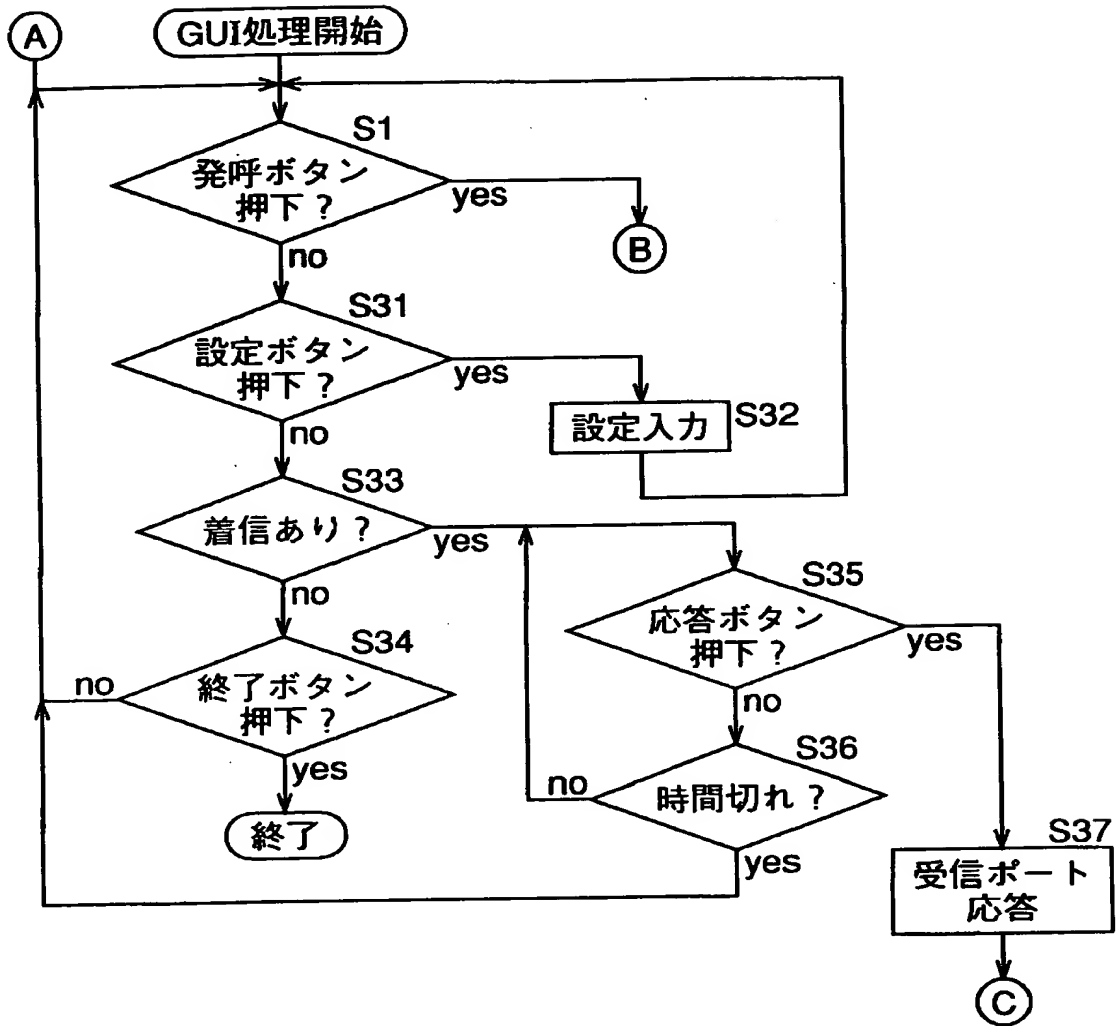 A
GUI処理開始
S1
発呼ボタン
押下？
yes
B
no
S31
設定ボタン
押下？
yes
設定入力
S32
no
S33
着信あり？
yes
no
S35
応答ボタン
押下？
yes
S34
no
終了ボタン
押下？
no
S36
時間切れ？
no
yes
終了
yes
S37
受信ポート
応答
C